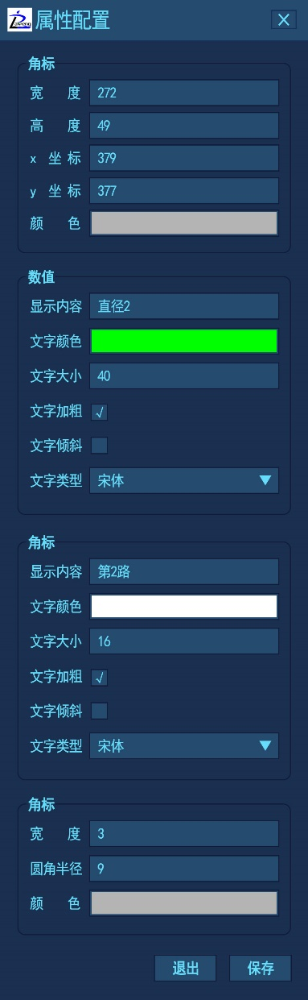 属性配置
角标
宽 度 272
高 度 49
x 坐 标 379
y 坐 标 377
颜 色
数值
显示内容 直径2
文字颜色
文字大小 40
文字加粗 √
文字倾斜
文字类型 宋体
角标
显示内容 第2路
文字颜色
文字大小 16
文字加粗 √
文字倾斜
文字类型 宋体
角标
宽 度 3
圆角半径 9
颜 色
退出 保存